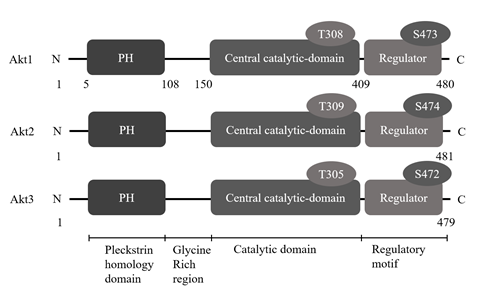 T308 S473
Akt1 N PH Central catalytic-domain Regulator C
1 5 108 150 409 480
T309 S474
Akt2 N PH Central catalytic-domain Regulator C
1 481
T305 S472
Akt3 N PH Central catalytic-domain Regulator C
1 479
Pleckstrin Glycine Catalytic domain Regulatory
homology Rich motif
domain region